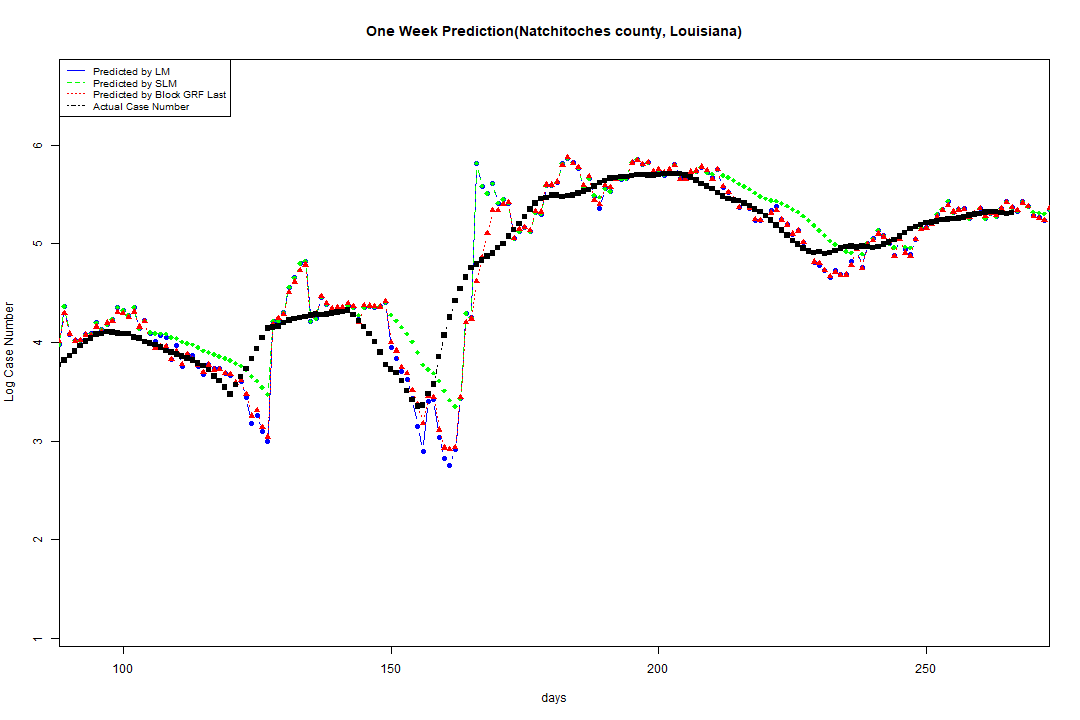 One Week Prediction(Natchitoches county, Louisiana)
Predicted by LM
Predicted by SLM
Predicted by Block GRF Last
Actual Case Number
6
5
4
3
2
1
Log Case Number
100 150 200 250
days